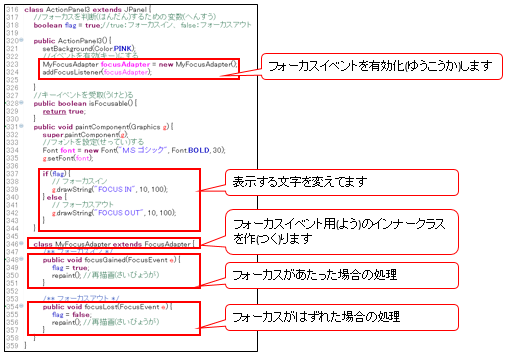 316 class ActionPanel3 extends JPanel {
317 //フォーカスを判断(はんだん)するための変数(へんすう)
318 boolean flag = true;//true:フォーカスイン、false:フォーカスアウト
319
320 public ActionPanel3() {
321 setBackground(Color.PINK);
322 //イベントを有効(キー)にする
323 MyFocusAdapter focusAdapter = new MyFocusAdapter();
324 addFocusListener(focusAdapter);
325 }
フォーカスイベントを有効化(ゆうこうか)します
327 //キーイベントを受取(うけと)る
328 public boolean isFocusable() {
329 return true;
330 }
331 public void paintComponent(Graphics g) {
332 super.paintComponent(g);
333 //フォントを設定(せってい)する
334 Font font = new Font("ＭＳ ゴシック", Font.BOLD, 30);
335 g.setFont(font);
336
337 if(flag) {
338 // フォーカスイン
339 g.drawString("FOCUS IN", 10, 100);
340 } else {
341 // フォーカスアウト
342 g.drawString("FOCUS OUT", 10, 100);
343 }
表示する文字を変えてます
344 }
345
346 class MyFocusAdapter extends FocusAdapter {
フォーカスイベント用(よう)のインナークラス
を作(つく)ります
347 /** フォーカスイン */
348 public void focusGained(FocusEvent e) {
349 flag = true;
350 repaint(); // 再描画(さいびょうが)
351 }
フォーカスがあたった場合の処理
352
353 /** フォーカスアウト */
354 public void focusLost(FocusEvent e) {
355 flag = false;
356 repaint(); // 再描画(さいびょうが)
357 }
フォーカスがはずれた場合の処理
358 }
359 }